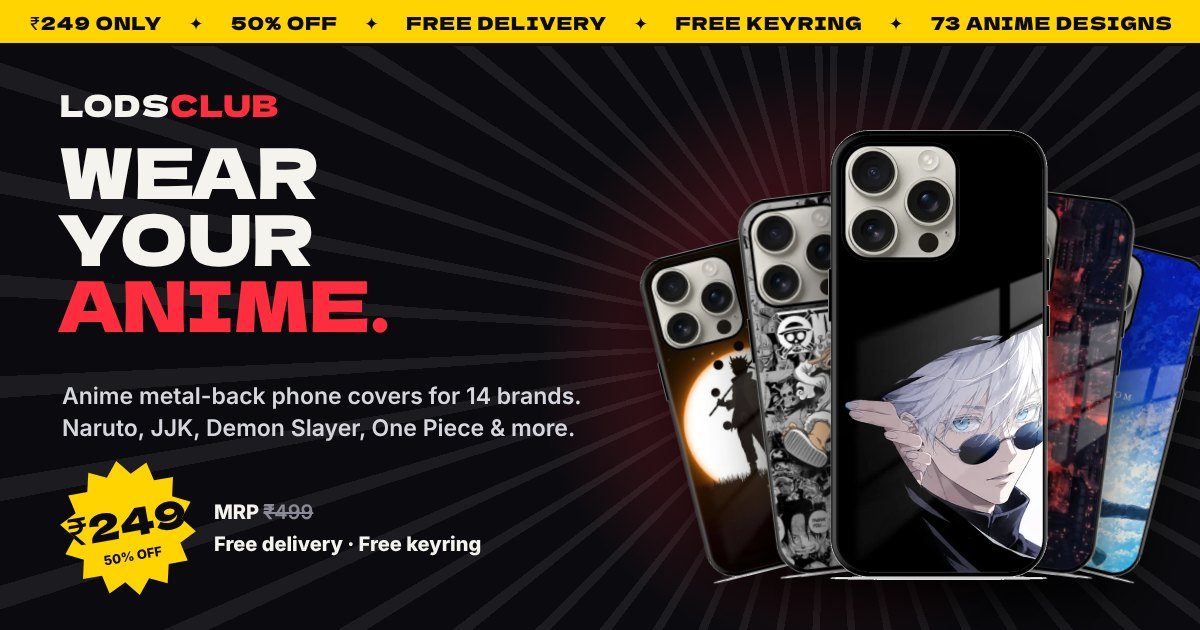 ₹249 ONLY ✦ 50% OFF ✦ FREE DELIVERY ✦ FREE KEYRING ✦ 73 ANIME DESIGNS
LODSCLUB
WEAR
YOUR
ANIME.
Anime metal-back phone covers for 14 brands.
Naruto, JJK, Demon Slayer, One Piece & more.
₹249
50% OFF
MRP ₹499
Free delivery · Free keyring